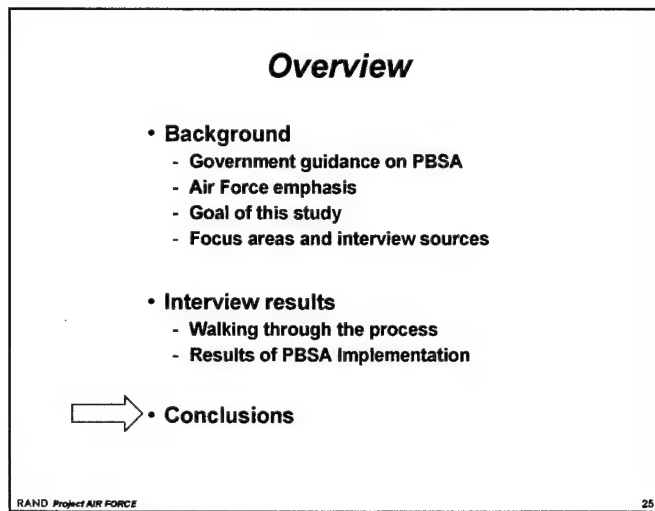 Overview
• Background
- Government guidance on PBSA
- Air Force emphasis
- Goal of this study
- Focus areas and interview sources
• Interview results
- Walking through the process
- Results of PBSA Implementation
• Conclusions
RAND Project AIR FORCE
25